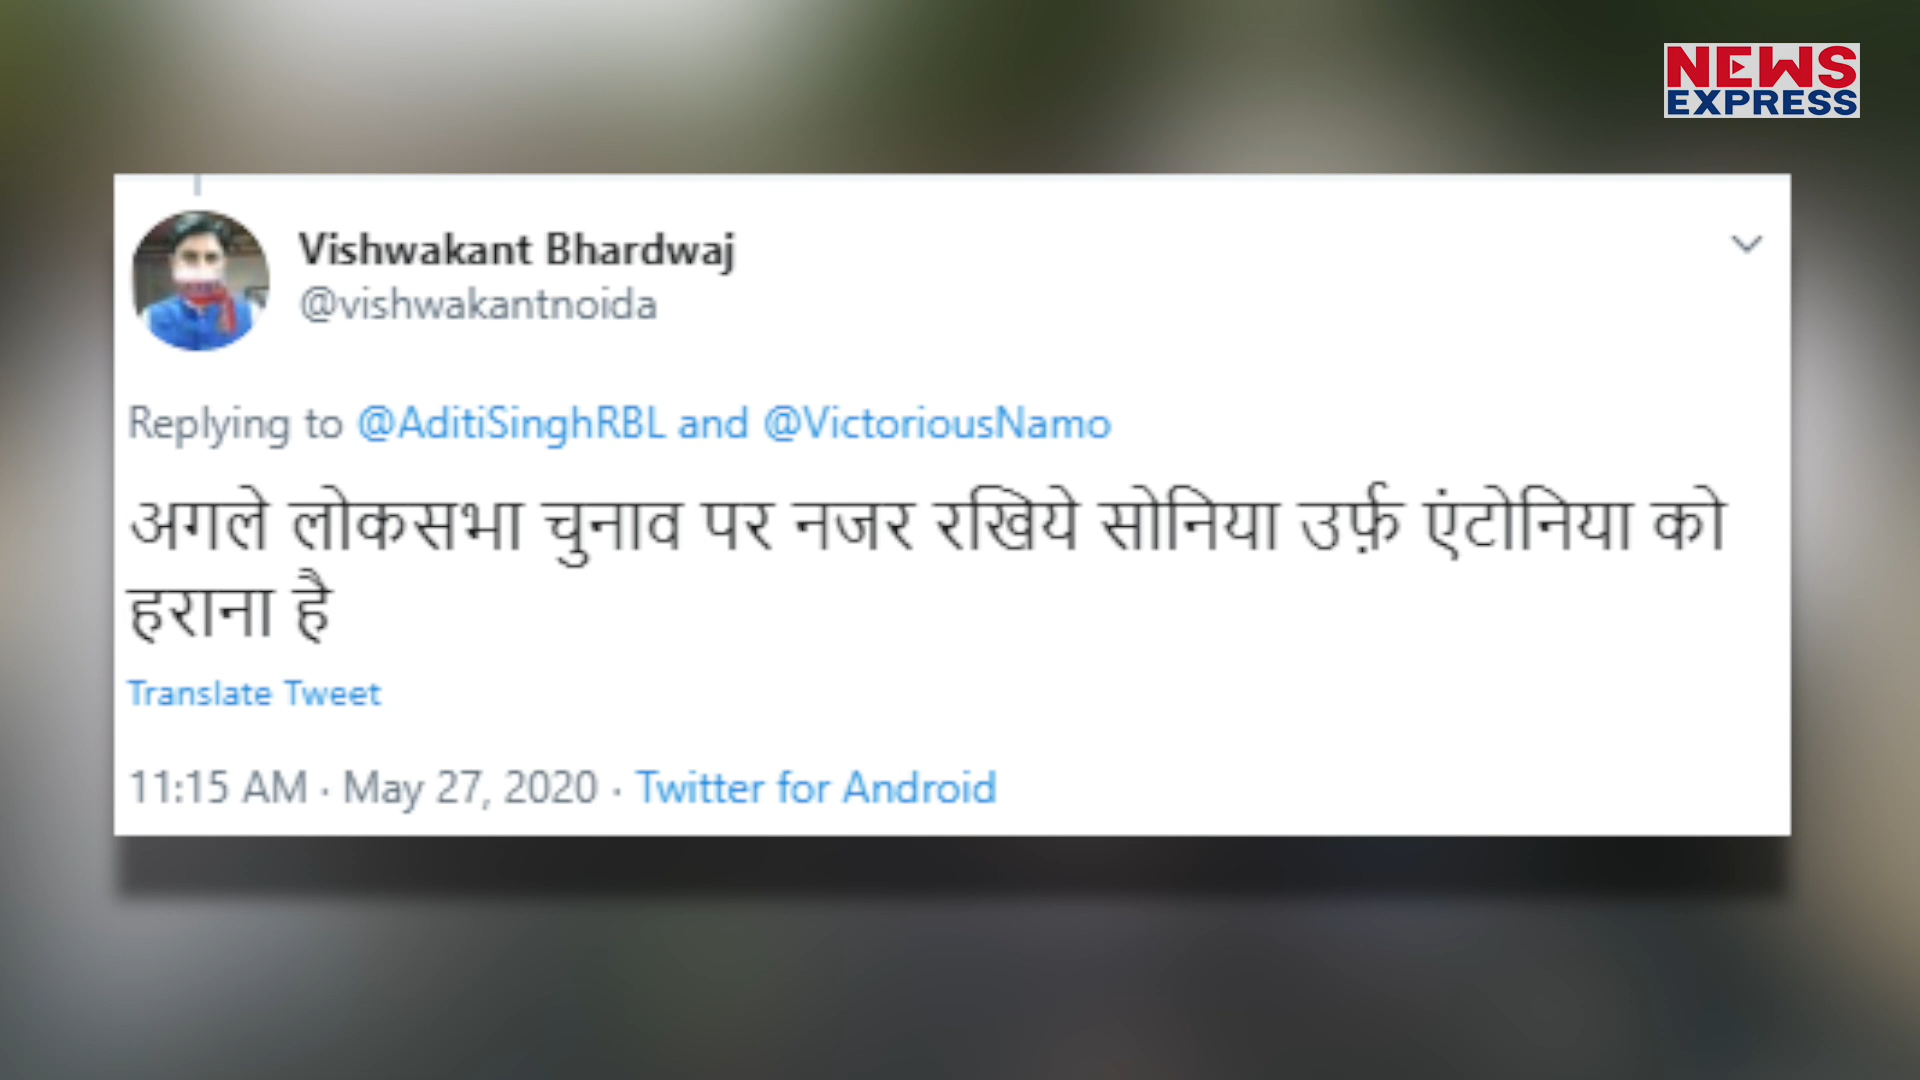 NEWS
EXPRESS
Vishwakant Bhardwaj
@vishwakantnoida
Replying to @AditiSinghRBL and @VictoriousNamo
अगले लोकसभा चुनाव पर नजर रखिये सोनिया उर्फ़ एंटोनिया को
हराना है
Translate Tweet
11:15 AM · May 27, 2020 · Twitter for Android